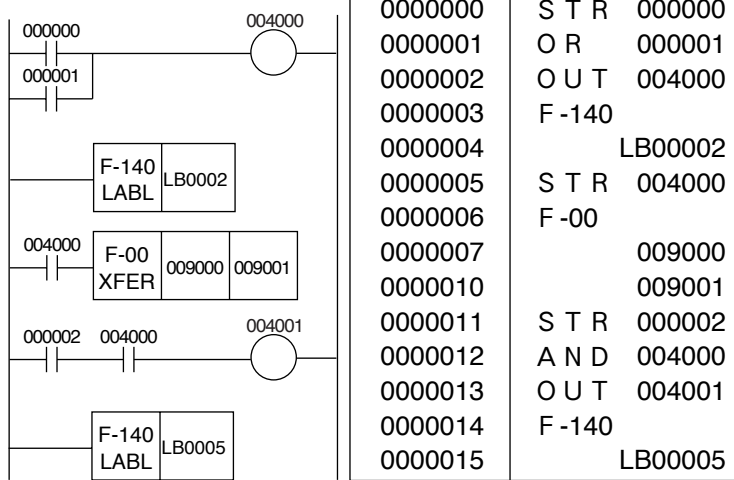 000000
004000
000001
F-140
LABL
LB0002
004000
F-00
XFER
009000
009001
000002
004000
004001
F-140
LABL
LB0005
0000000 STR 000000
0000001 OR 000001
0000002 OUT 004000
0000003 F-140
0000004 LB00002
0000005 STR 004000
0000006 F-00
0000007 009000
0000010 009001
0000011 STR 000002
0000012 AND 004000
0000013 OUT 004001
0000014 F-140
0000015 LB00005